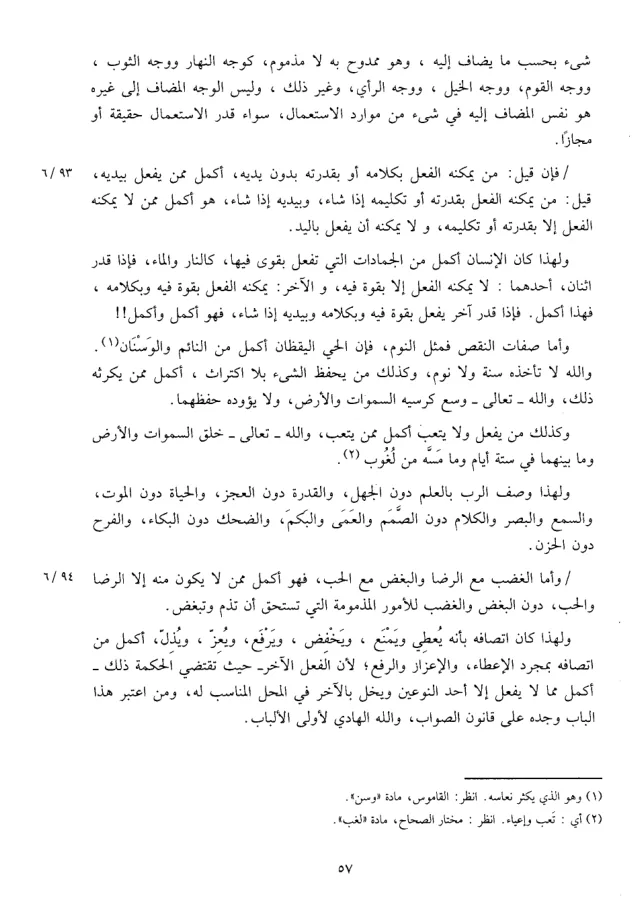 شىء بحسب ما يضاف إليه ، وهو ممدوح به لا مذموم، كوجه النهار ووجه الثوب ،
ووجه القوم، ووجه الخيل ، ووجه الرأي، وغير ذلك ، وليس الوجه المضاف إلى غيره
هو نفس المضاف إليه في شىء من موارد الاستعمال، سواء قدر الاستعمال حقيقة أو
مجازًا.
/ فإن قيل: من يمكنه الفعل بكلامه أو بقدرته بدون يديه، أكمل ممن يفعل بيديه، ٦/٩٣
قيل: من يمكنه الفعل بقدرته أو تكليمه إذا شاء، وبيديه إذا شاء، هو أكمل ممن لا يمكنه
الفعل إلا بقدرته أو تكليمه، و لا يمكنه أن يفعل باليد.
ولهذا كان الإنسان أكمل من الجمادات التي تفعل بقوى فيها، كالنار والماء، فإذا قدر
اثنان، أحدهما : لا يمكنه الفعل إلا بقوة فيه، و الآخر: يمكنه الفعل بقوة فيه وبكلامه ،
فهذا أكمل. فإذا قدر آخر يفعل بقوة فيه وبكلامه وبيديه إذا شاء، فهو أكمل وأكمل!!
وأما صفات النقص فمثل النوم، فإن الحي اليقظان أكمل من النائم والوَسْنَان(١).
والله لا تأخذه سنة ولا نوم، وكذلك من يحفظ الشىء بلا اكتراث ، أكمل ممن يكرثه
ذلك، والله ـ تعالى ـ وسع كرسيه السموات والأرض، ولا يؤوده حفظهما.
وكذلك من يفعل ولا يتعب أكمل ممن يتعب، والله ـ تعالى ـ خلق السموات والأرض
وما بينهما في ستة أيام وما مَسَّه من لُغُوب (٢).
ولهذا وصف الرب بالعلم دون الجهل، والقدرة دون العجز، والحياة دون الموت،
والسمع والبصر والكلام دون الصَّمَم والعَمَى والبَكَمَ، والضحك دون البكاء، والفرح
دون الحزن.
/ وأما الغضب مع الرضا والبغض مع الحب، فهو أكمل ممن لا يكون منه إلا الرضا ٦/٩٤
والحب، دون البغض والغضب للأمور المذمومة التي تستحق أن تذم وتبغض.
ولهذا كان اتصافه بأنه يُعطِي ويَمْنَع ، ويَخْفِض ، ويَرْفَع، ويُعِزّ ، ويُذِلّ، أكمل من
اتصافه بمجرد الإعطاء، والإعزاز والرفع؛ لأن الفعل الآخرـ حيث تقتضي الحكمة ذلك ـ
أكمل مما لا يفعل إلا أحد النوعين ويخل بالآخر في المحل المناسب له، ومن اعتبر هذا
الباب وجده على قانون الصواب، والله الهادي لأولى الألباب.
(١) وهو الذي يكثر نعاسه. انظر: القاموس، مادة «وسن».
(٢) أي : تَعب وإعياء. انظر : مختار الصحاح، مادة «لغب».
٥٧